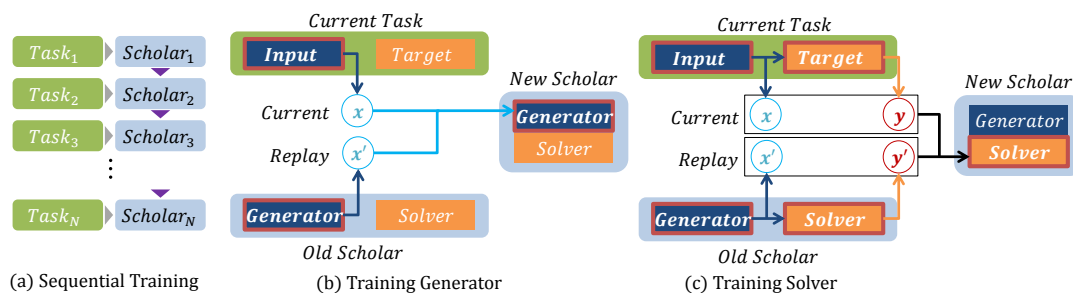 Task₁ Scholar₁
Task₂ Scholar₂
Task₃ Scholar₃
⋮
Task_N Scholar_N
(a) Sequential Training
Current Task
Input Target
Current x
Replay x′
New Scholar
Generator
Solver
Generator Solver
Old Scholar
(b) Training Generator
Current Task
Input Target
Current x y
Replay x′ y′
New Scholar
Generator
Solver
Generator Solver
Old Scholar
(c) Training Solver